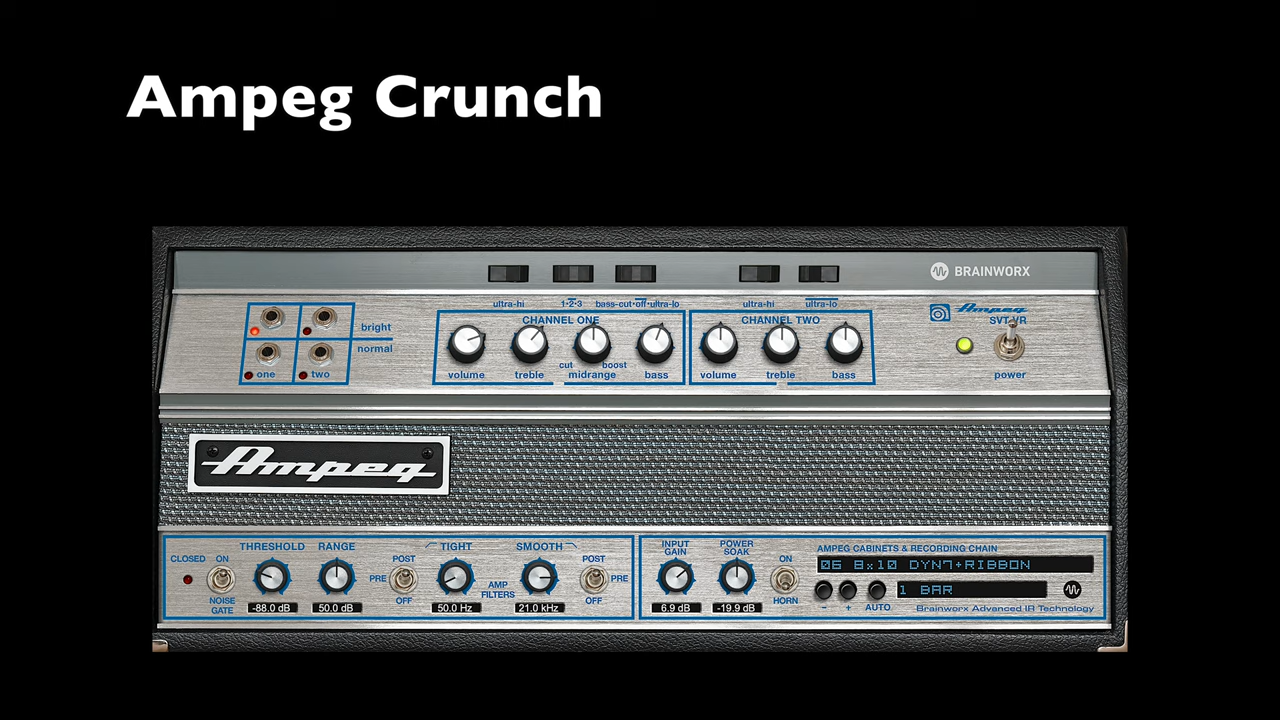 Ampeg Crunch
BRAINWORX
ultra-hi
1•2•3
bass-cut•off•ultra-lo
ultra-hi
ultra-lo
Ampeg
SVT-VR
bright
normal
one
two
CHANNEL ONE
volume
treble
cut
boost
midrange
bass
CHANNEL TWO
volume
treble
bass
power
Ampeg
CLOSED
ON
NOISE
GATE
THRESHOLD
-88.0 dB
RANGE
50.0 dB
POST
PRE
OFF
TIGHT
50.0 Hz
AMP
FILTERS
SMOOTH
21.0 kHz
POST
PRE
OFF
INPUT
GAIN
6.9 dB
POWER
SOAK
-19.9 dB
ON
HORN
AMPEG CABINETS & RECORDING CHAIN
06 8x10 DYN7+RIBBON
- + AUTO
1 BAR
Brainworx Advanced IR Technology